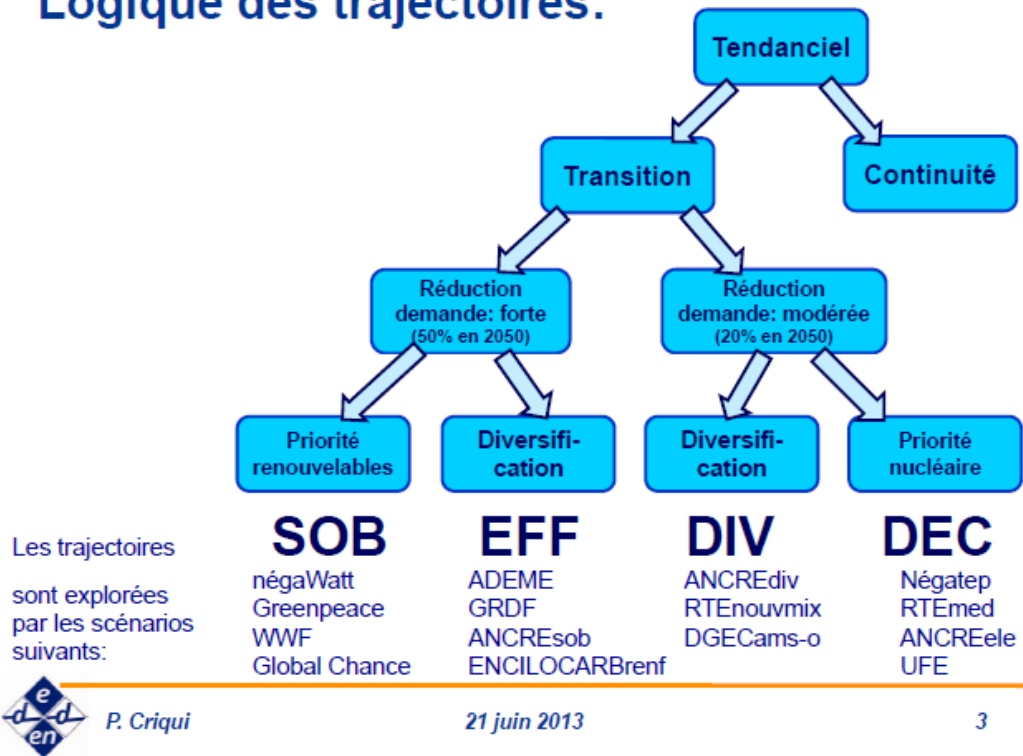 Logique des trajectoires:
Tendanciel
Transition
Continuité
Réduction
demande: forte
(50% en 2050)
Réduction
demande: modérée
(20% en 2050)
Priorité
renouvelables
Diversifi-
cation
Diversifi-
cation
Priorité
nucléaire
SOB
EFF
DIV
DEC
Les trajectoires
sont explorées
par les scénarios
suivants:
négaWatt
Greenpeace
WWF
Global Chance
ADEME
GRDF
ANCREsob
ENCILOCARBrenf
ANCREdiv
RTEnouvmix
DGECams-o
Négatep
RTEmed
ANCREele
UFE
e
d d
en
P. Criqui
21 juin 2013
3